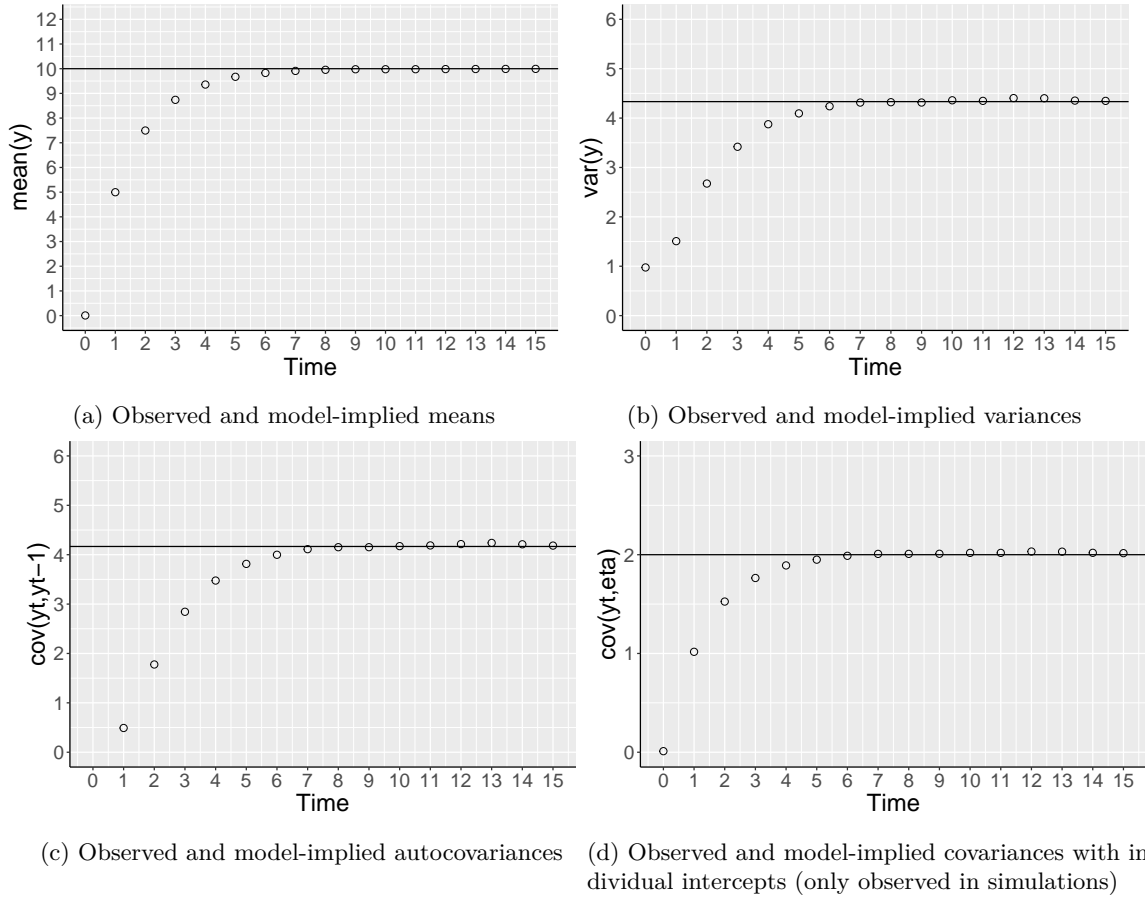 12
11
10
9
8
7
6
5
4
3
2
1
0
mean(y)
0 1 2 3 4 5 6 7 8 9 10 11 12 13 14 15
Time
(a) Observed and model-implied means
6
5
4
3
2
1
0
var(y)
0 1 2 3 4 5 6 7 8 9 10 11 12 13 14 15
Time
(b) Observed and model-implied variances
6
5
4
3
2
1
0
cov(yt,yt−1)
0 1 2 3 4 5 6 7 8 9 10 11 12 13 14 15
Time
(c) Observed and model-implied autocovariances
3
2
1
0
cov(yt,eta)
0 1 2 3 4 5 6 7 8 9 10 11 12 13 14 15
Time
(d) Observed and model-implied covariances with in
dividual intercepts (only observed in simulations)